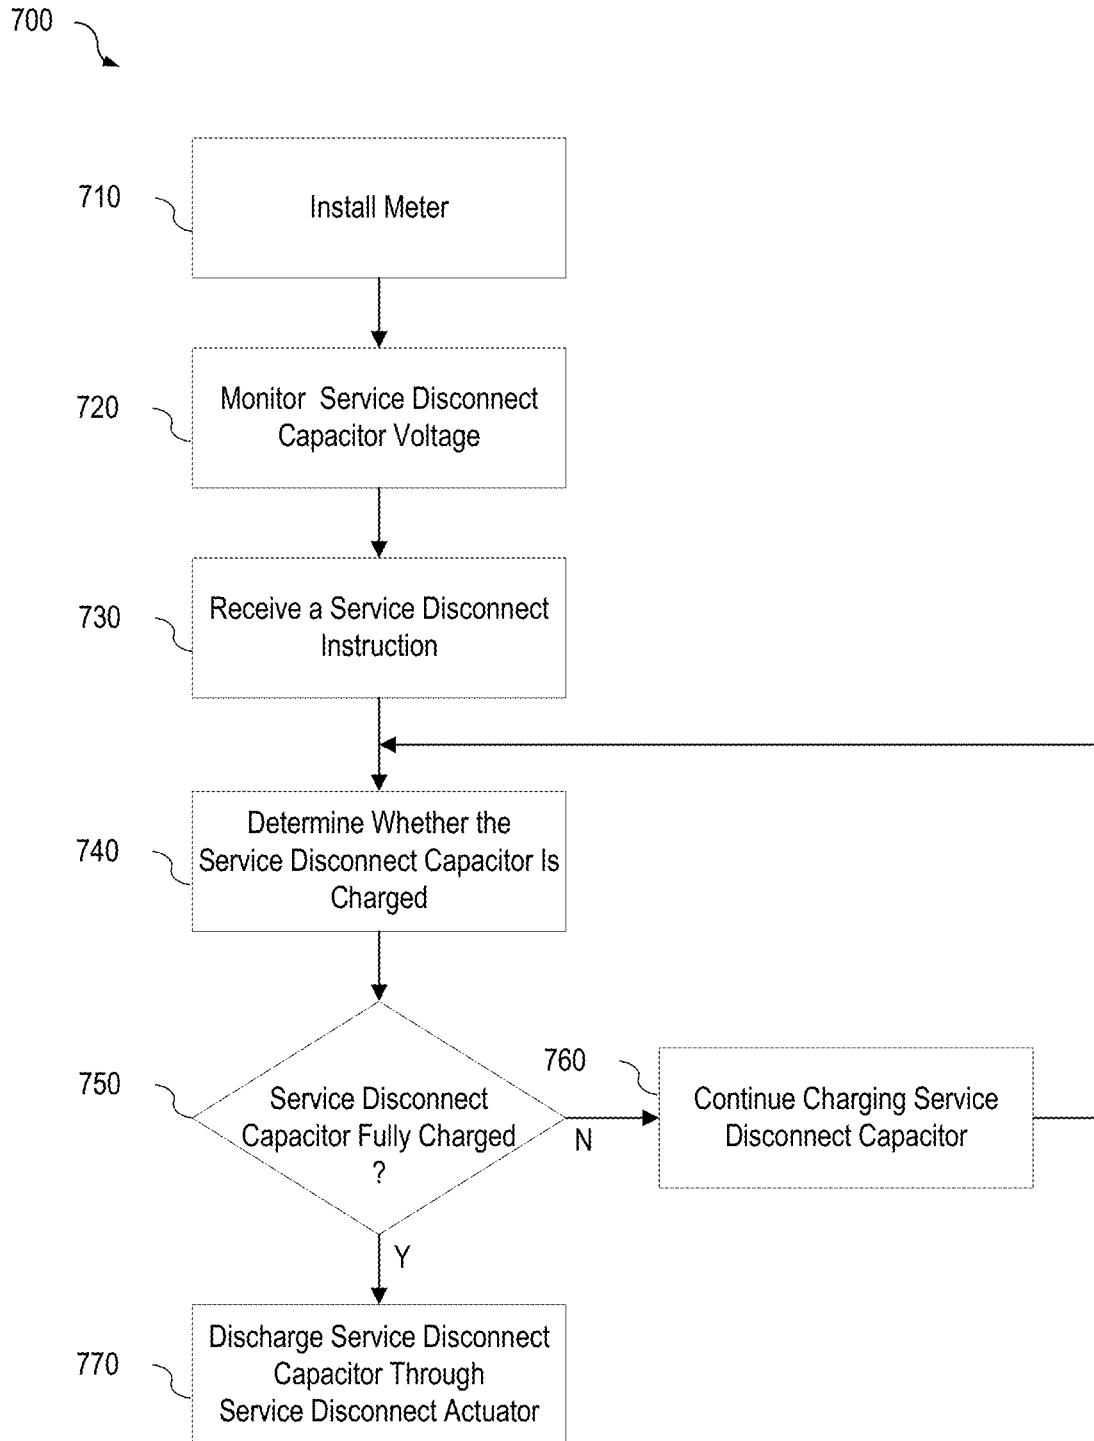 700
710
Install Meter
720
Monitor Service Disconnect
Capacitor Voltage
730
Receive a Service Disconnect
Instruction
740
Determine Whether the
Service Disconnect Capacitor Is
Charged
750
Service Disconnect
Capacitor Fully Charged
?
N
760
Continue Charging Service
Disconnect Capacitor
Y
770
Discharge Service Disconnect
Capacitor Through
Service Disconnect Actuator